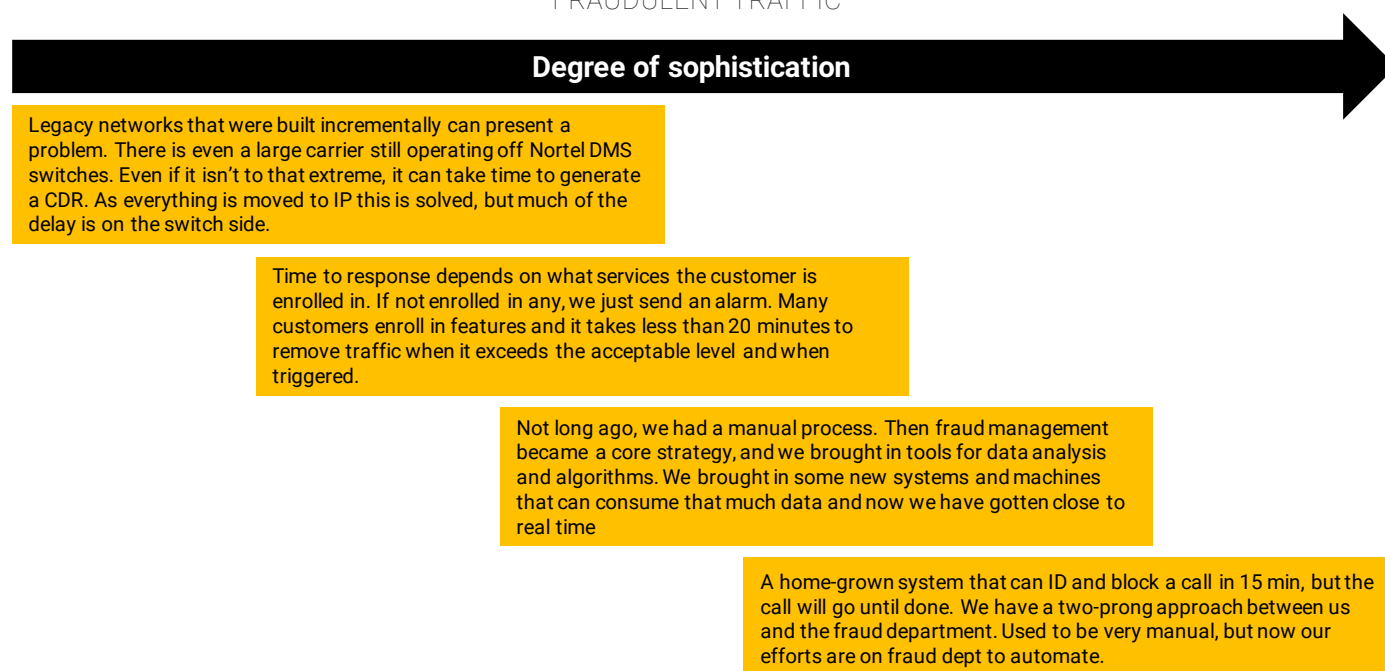 FRAUDULENT TRAFFIC
Degree of sophistication
Legacy networks that were built incrementally can present a
problem. There is even a large carrier still operating off Nortel DMS
switches. Even if it isn’t to that extreme, it can take time to generate
a CDR. As everything is moved to IP this is solved, but much of the
delay is on the switch side.
Time to response depends on what services the customer is
enrolled in. If not enrolled in any, we just send an alarm. Many
customers enroll in features and it takes less than 20 minutes to
remove traffic when it exceeds the acceptable level and when
triggered.
Not long ago, we had a manual process. Then fraud management
became a core strategy, and we brought in tools for data analysis
and algorithms. We brought in some new systems and machines
that can consume that much data and now we have gotten close to
real time
A home-grown system that can ID and block a call in 15 min, but the
call will go until done. We have a two-prong approach between us
and the fraud department. Used to be very manual, but now our
efforts are on fraud dept to automate.